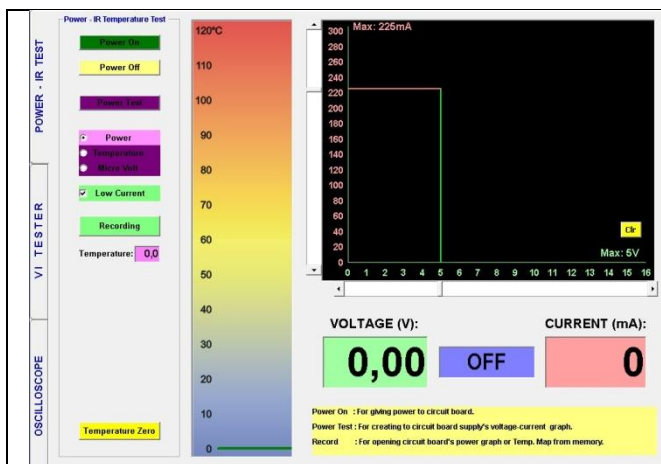 POWER - IR TEST
VI TESTER
OSCILLOSCOPE
Power - IR Temperature Test
Power On
Power Off
Power Test
Power
Temperature
Micro Volt
Low Current
Recording
Temperature: 0,0
Temperature Zero
120°C
110
100
90
80
70
60
50
40
30
20
10
0
Max: 225mA
300
280
260
240
220
200
180
160
140
120
100
80
60
40
20
0
Clr
Max: 5V
0 1 2 3 4 5 6 7 8 9 10 11 12 13 14 15 16
VOLTAGE (V): CURRENT (mA):
0,00 OFF 0
Power On : For giving power to circuit board.
Power Test : For creating to circuit board supply's voltage-current graph.
Record : For opening circuit board's power graph or Temp. Map from memory.